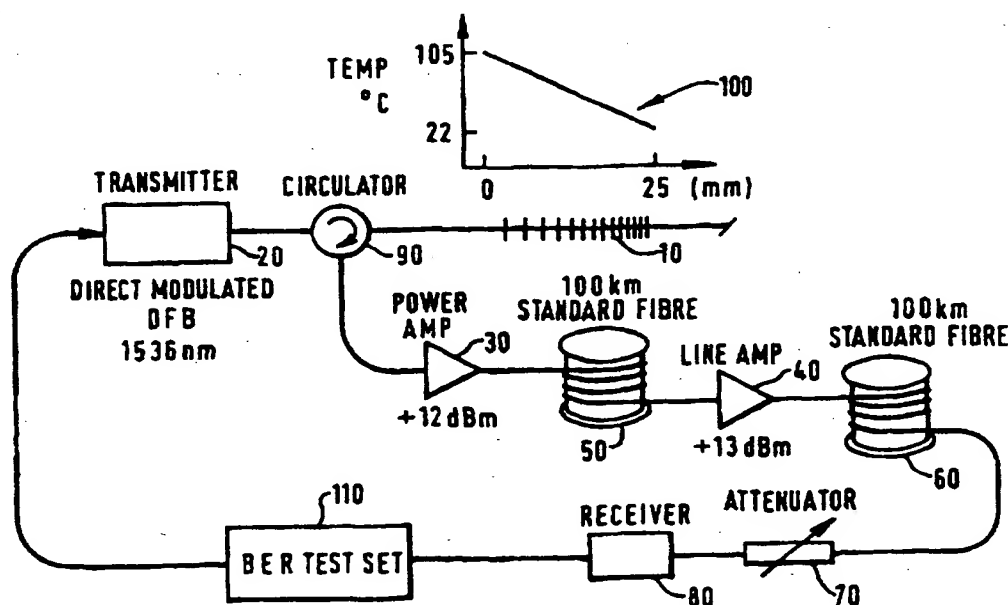 105
TEMP
°C
100
22
0
25 (mm)
TRANSMITTER
CIRCULATOR
20
90
10
DIRECT MODULATED
DFB
1536nm
POWER
AMP
30
+12dBm
100km
STANDARD FIBRE
50
LINE AMP
40
+13dBm
100km
STANDARD FIBRE
60
110
BER TEST SET
RECEIVER
80
ATTENUATOR
70